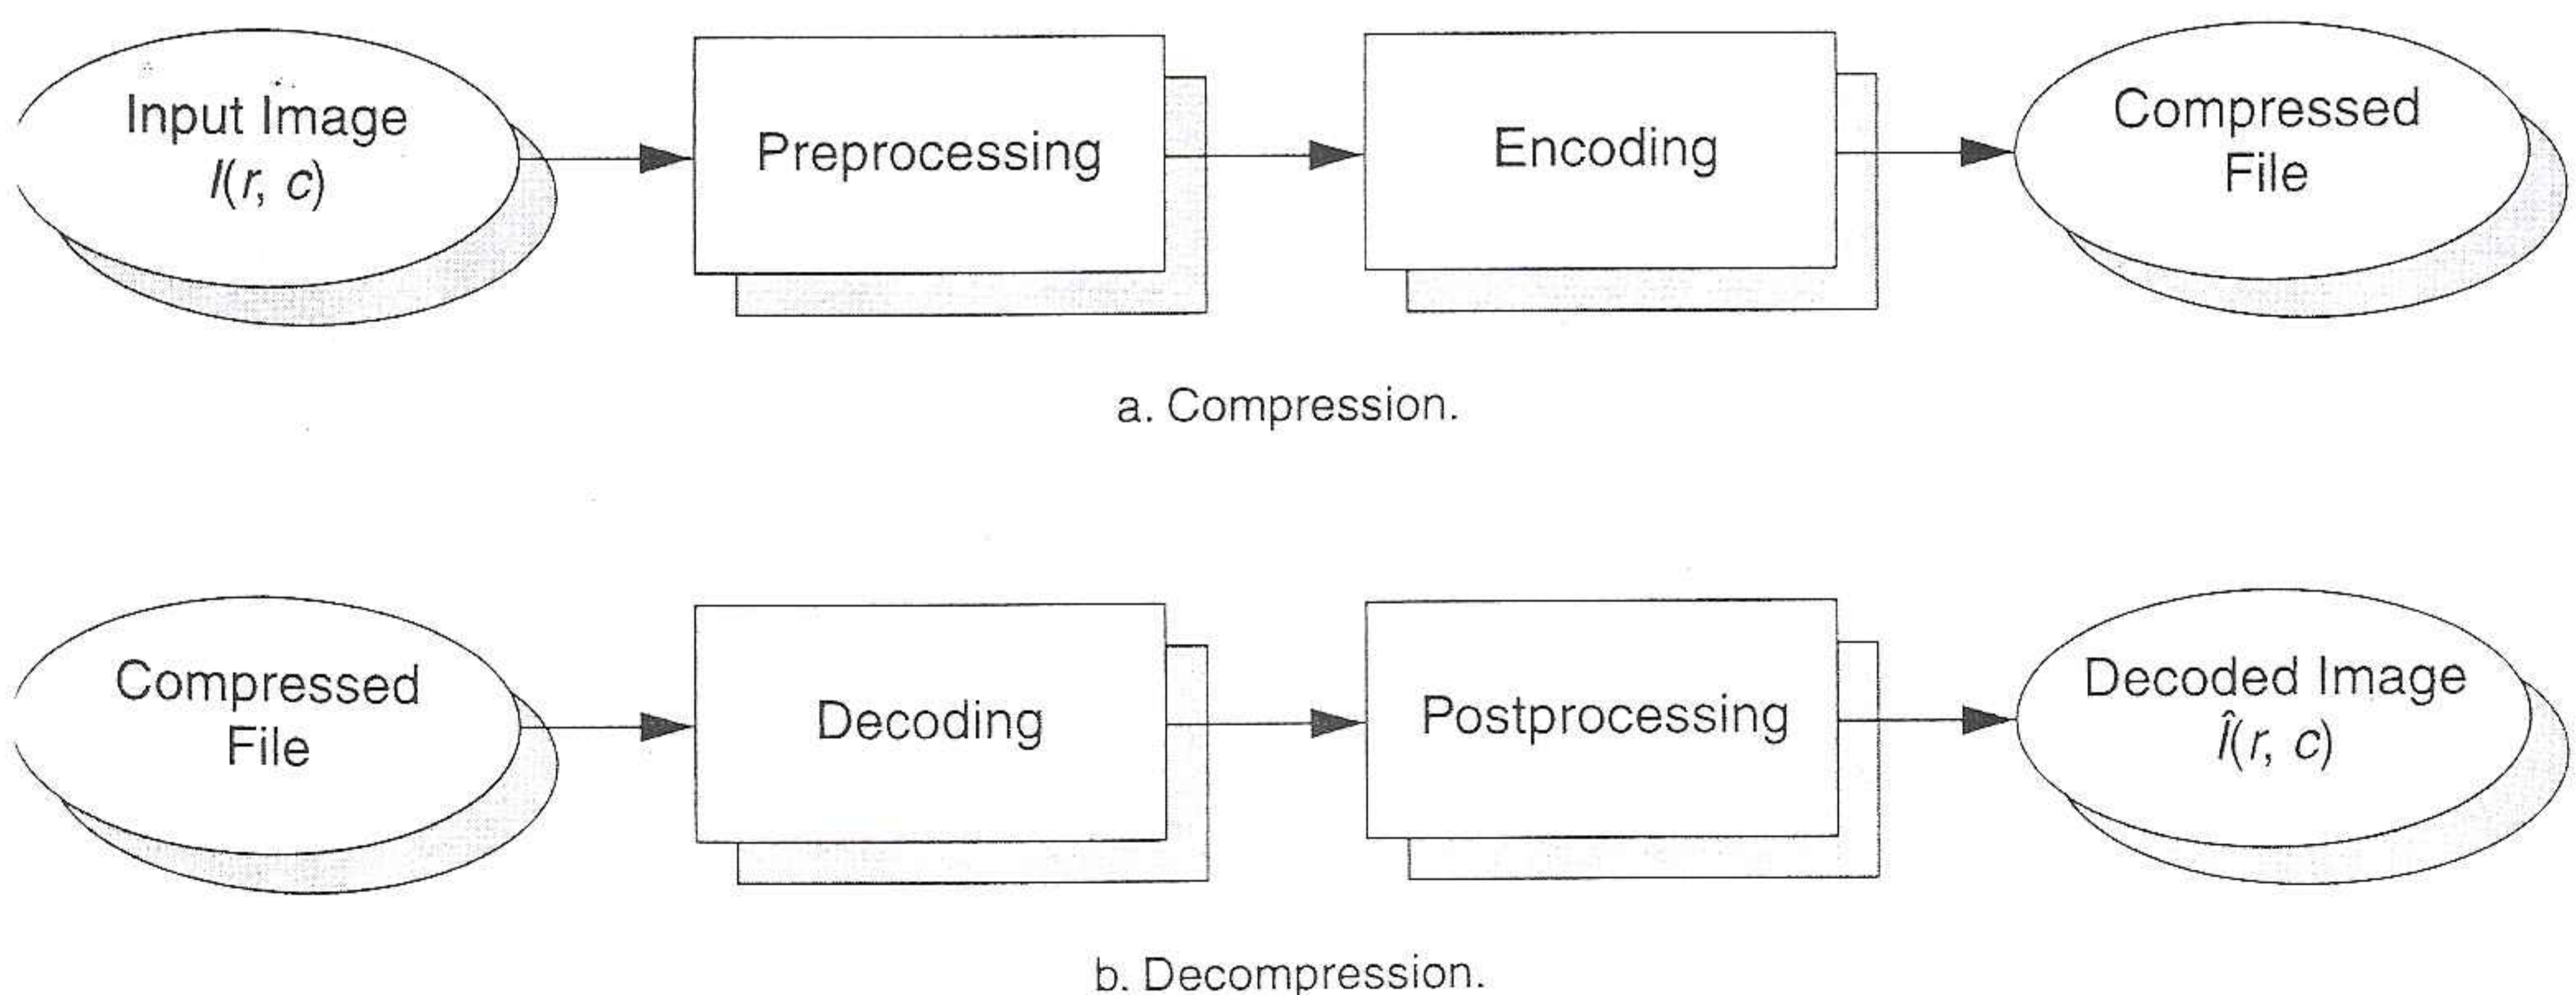 Input Image
I(r, c)
Preprocessing
Encoding
Compressed
File
a. Compression.
Compressed
File
Decoding
Postprocessing
Decoded Image
Î(r, c)
b. Decompression.